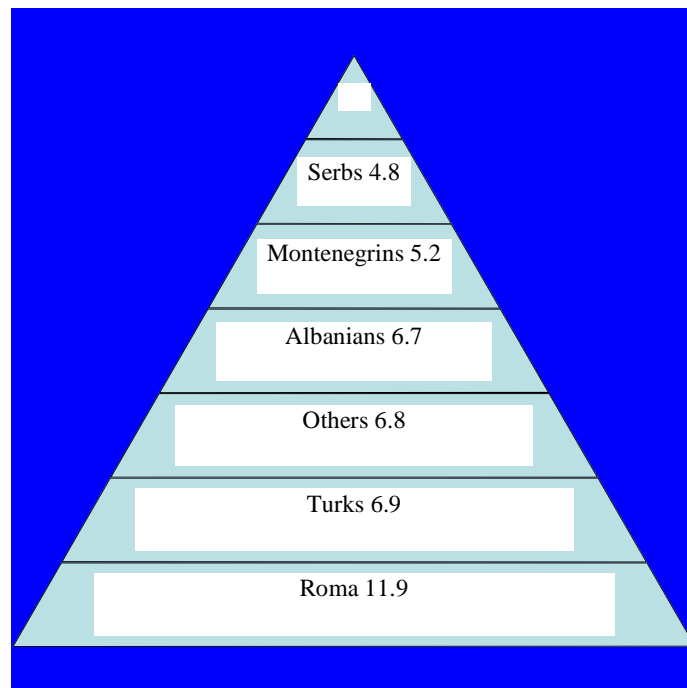 Serbs 4.8
Montenegrins 5.2
Albanians 6.7
Others 6.8
Turks 6.9
Roma 11.9